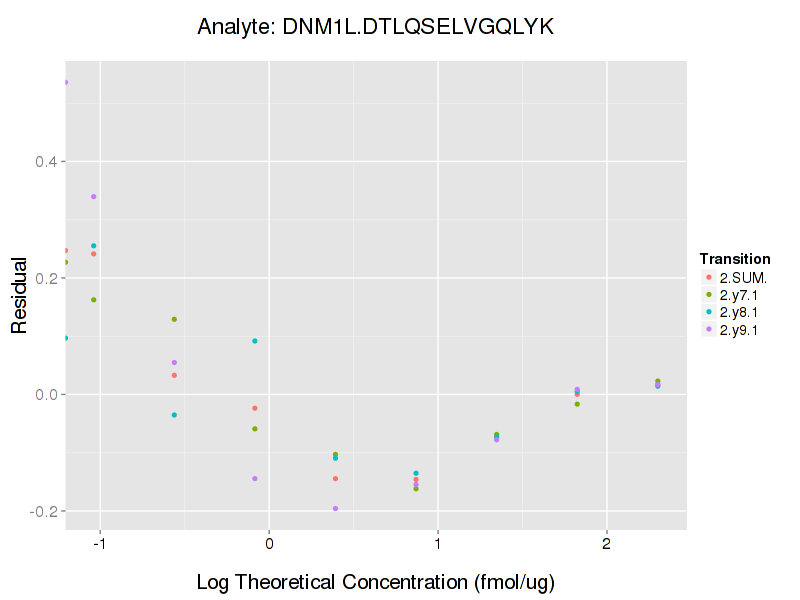 Analyte: DNM1L.DTLQSELVGQLYK
Residual
0.4
0.2
0.0
-0.2
-1
0
1
2
Log Theoretical Concentration (fmol/ug)
Transition
2.SUM.
2.y7.1
2.y8.1
2.y9.1